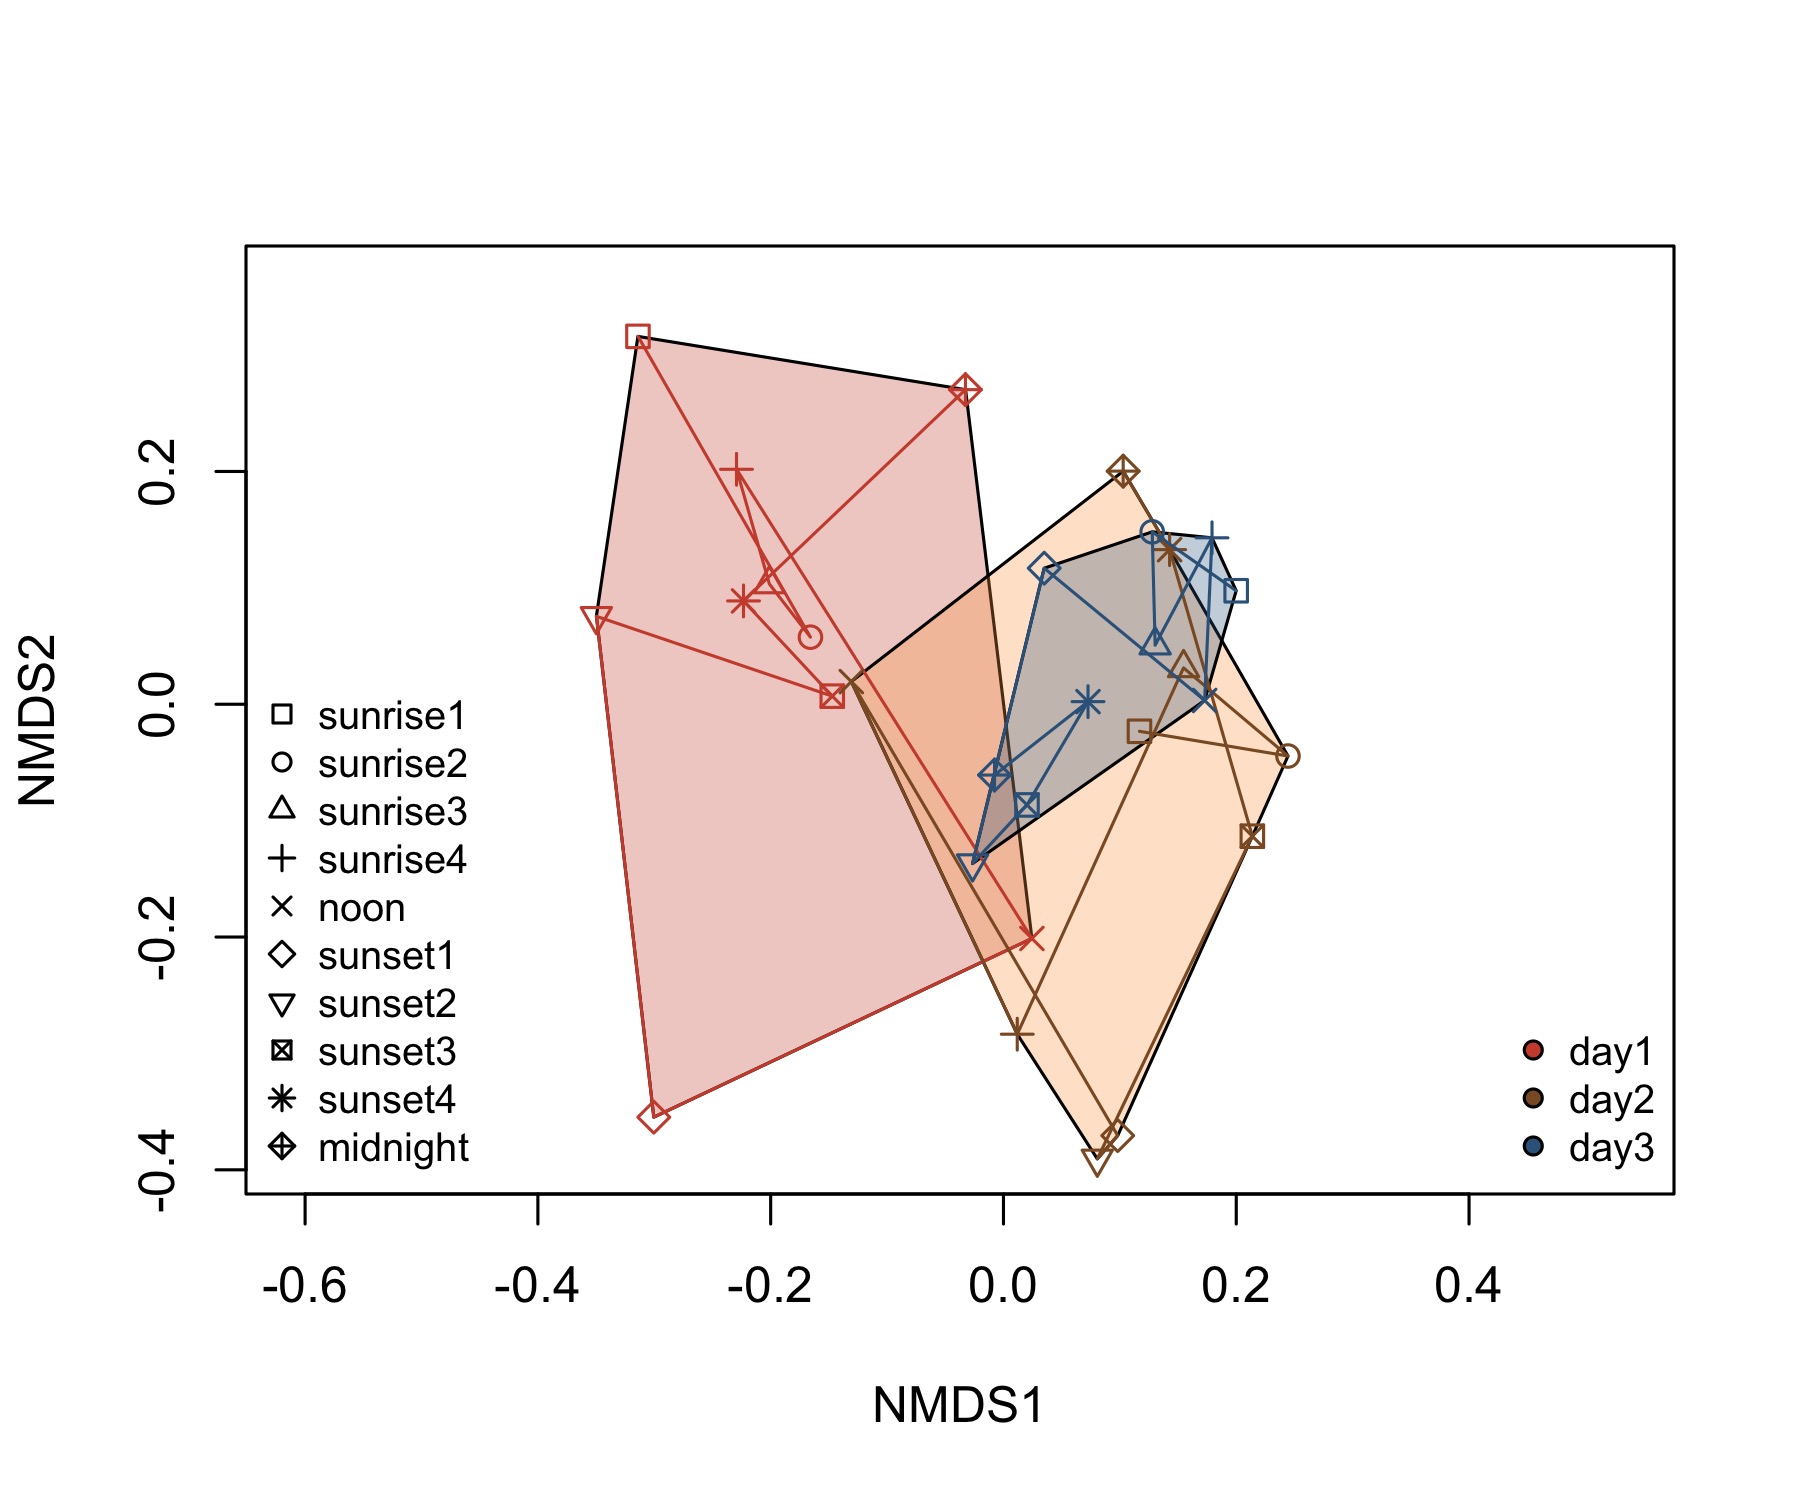 NMDS2
0.2
0.0
-0.2
-0.4
sunrise1
sunrise2
sunrise3
sunrise4
noon
sunset1
sunset2
sunset3
sunset4
midnight
day1
day2
day3
-0.6 -0.4 -0.2 0.0 0.2 0.4
NMDS1